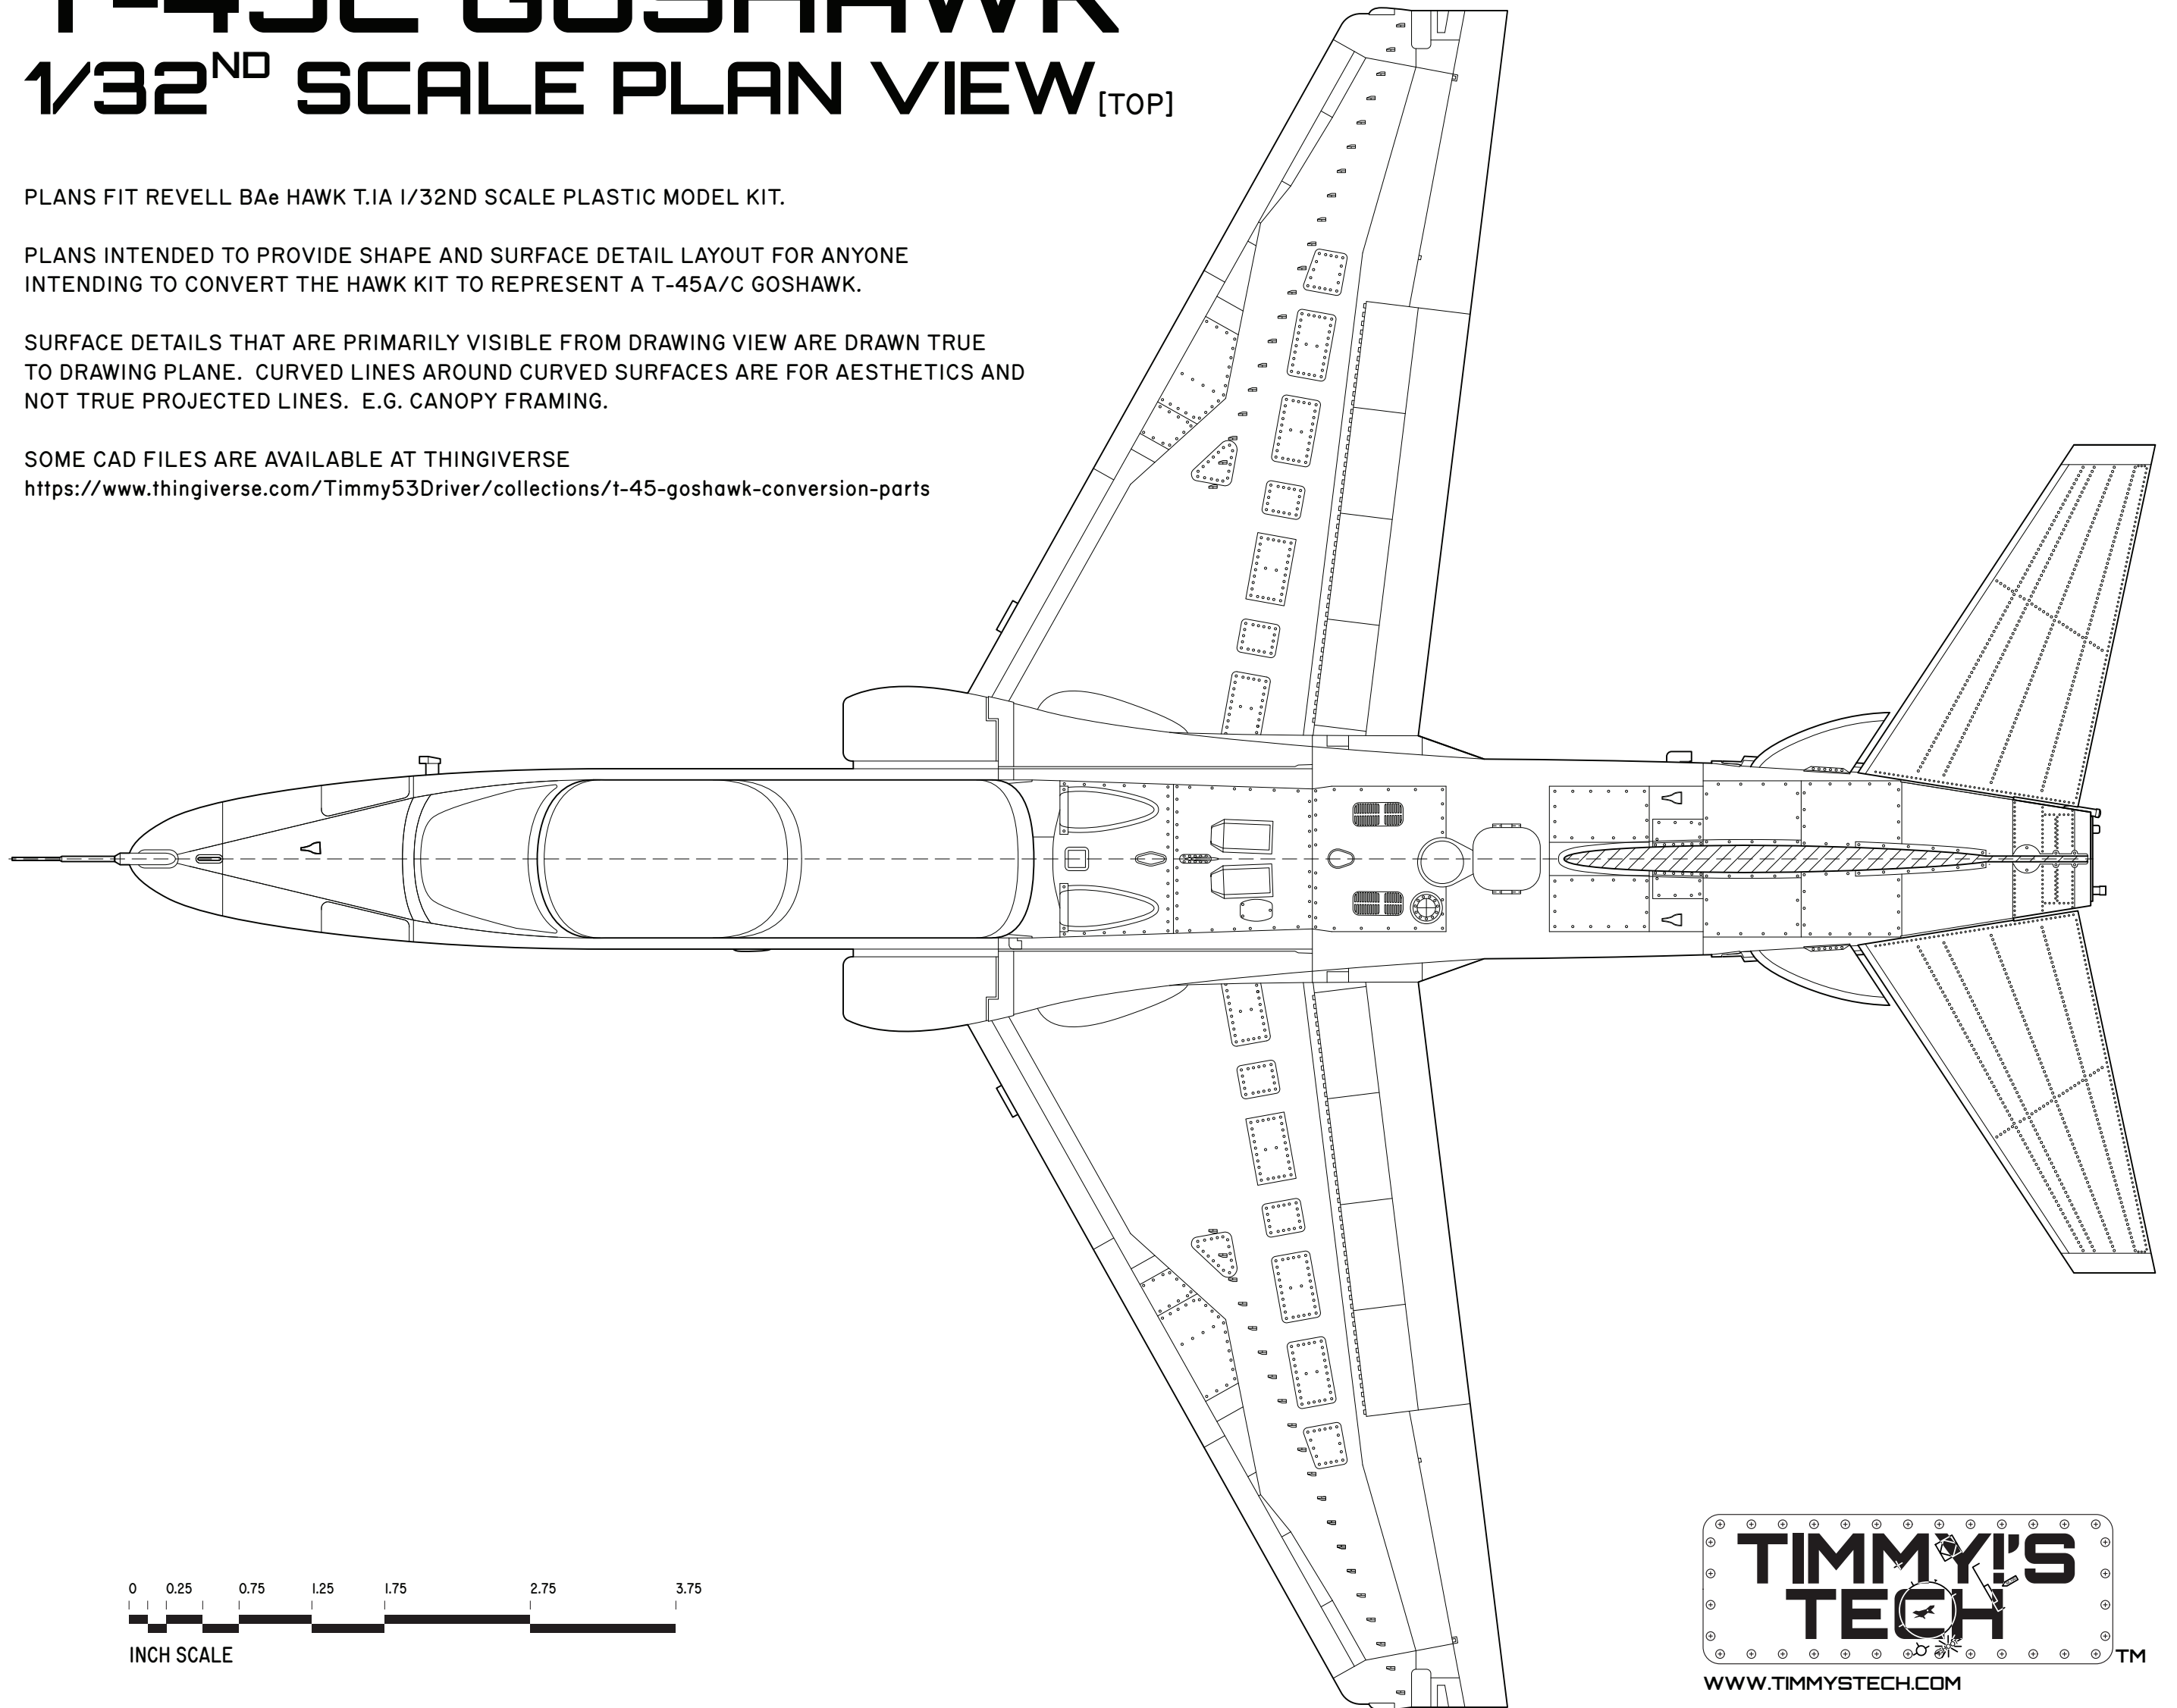 T-45C GOSHAWK
1/32ND SCALE PLAN VIEW [TOP]
PLANS FIT REVELL BAe HAWK T.1A 1/32ND SCALE PLASTIC MODEL KIT.
PLANS INTENDED TO PROVIDE SHAPE AND SURFACE DETAIL LAYOUT FOR ANYONE
INTENDING TO CONVERT THE HAWK KIT TO REPRESENT A T-45A/C GOSHAWK.
SURFACE DETAILS THAT ARE PRIMARILY VISIBLE FROM DRAWING VIEW ARE DRAWN TRUE
TO DRAWING PLANE. CURVED LINES AROUND CURVED SURFACES ARE FOR AESTHETICS AND
NOT TRUE PROJECTED LINES. E.G. CANOPY FRAMING.
SOME CAD FILES ARE AVAILABLE AT THINGIVERSE
https://www.thingiverse.com/Timmy53Driver/collections/t-45-goshawk-conversion-parts
0 0.25 0.75 1.25 1.75 2.75 3.75
INCH SCALE
TIMMY!'S
TECH
TM
WWW.TIMMYSTECH.COM